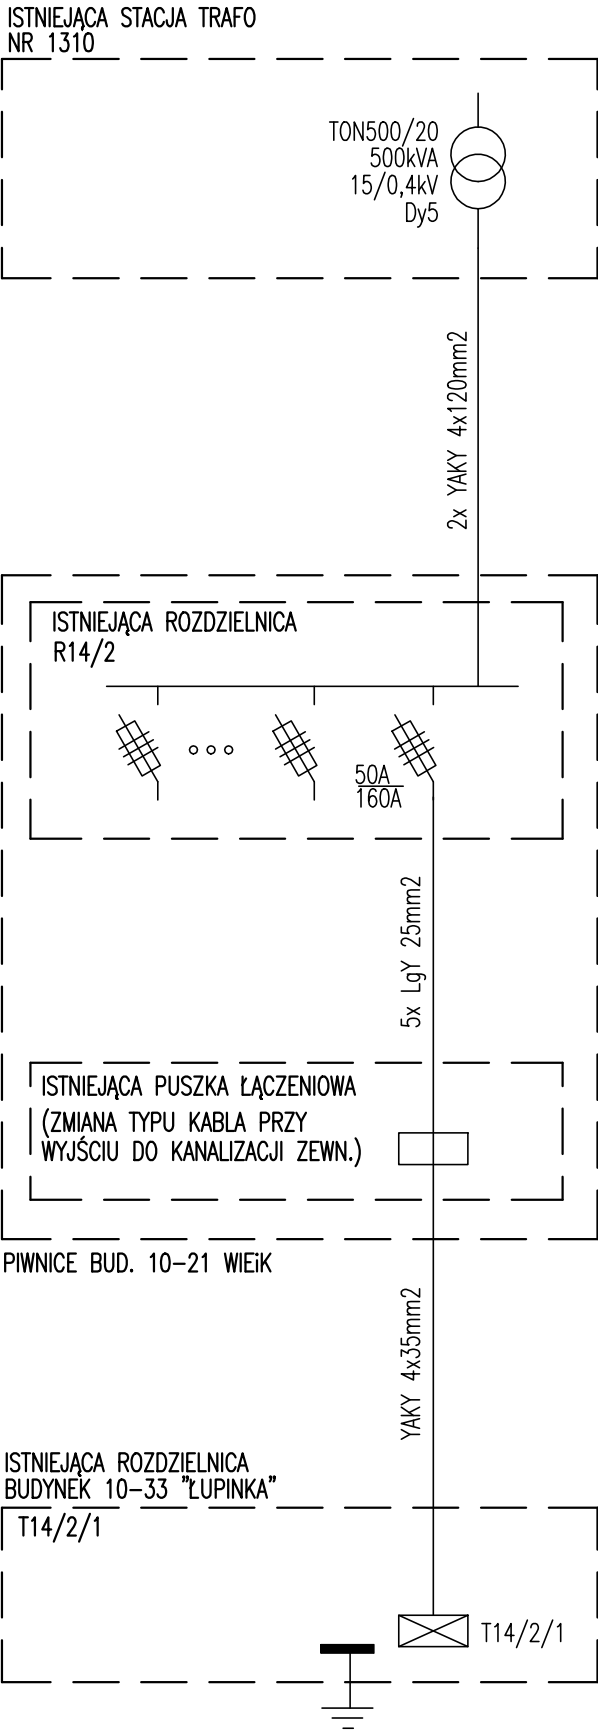 ISTNIEJĄCA STACJA TRAFO
NR 1310
TON500/20
500kVA
15/0,4kV
Dy5
2x YAKY 4x120mm2
ISTNIEJĄCA ROZDZIELNICA
R14/2
50A
160A
5x LgY 25mm2
ISTNIEJĄCA PUSZKA ŁĄCZENIOWA
(ZMIANA TYPU KABLA PRZY
WYJŚCIU DO KANALIZACJI ZEWN.)
PIWNICE BUD. 10-21 WIEiK
YAKY 4x35mm2
ISTNIEJĄCA ROZDZIELNICA
BUDYNEK 10-33 "ŁUPINKA"
T14/2/1
T14/2/1